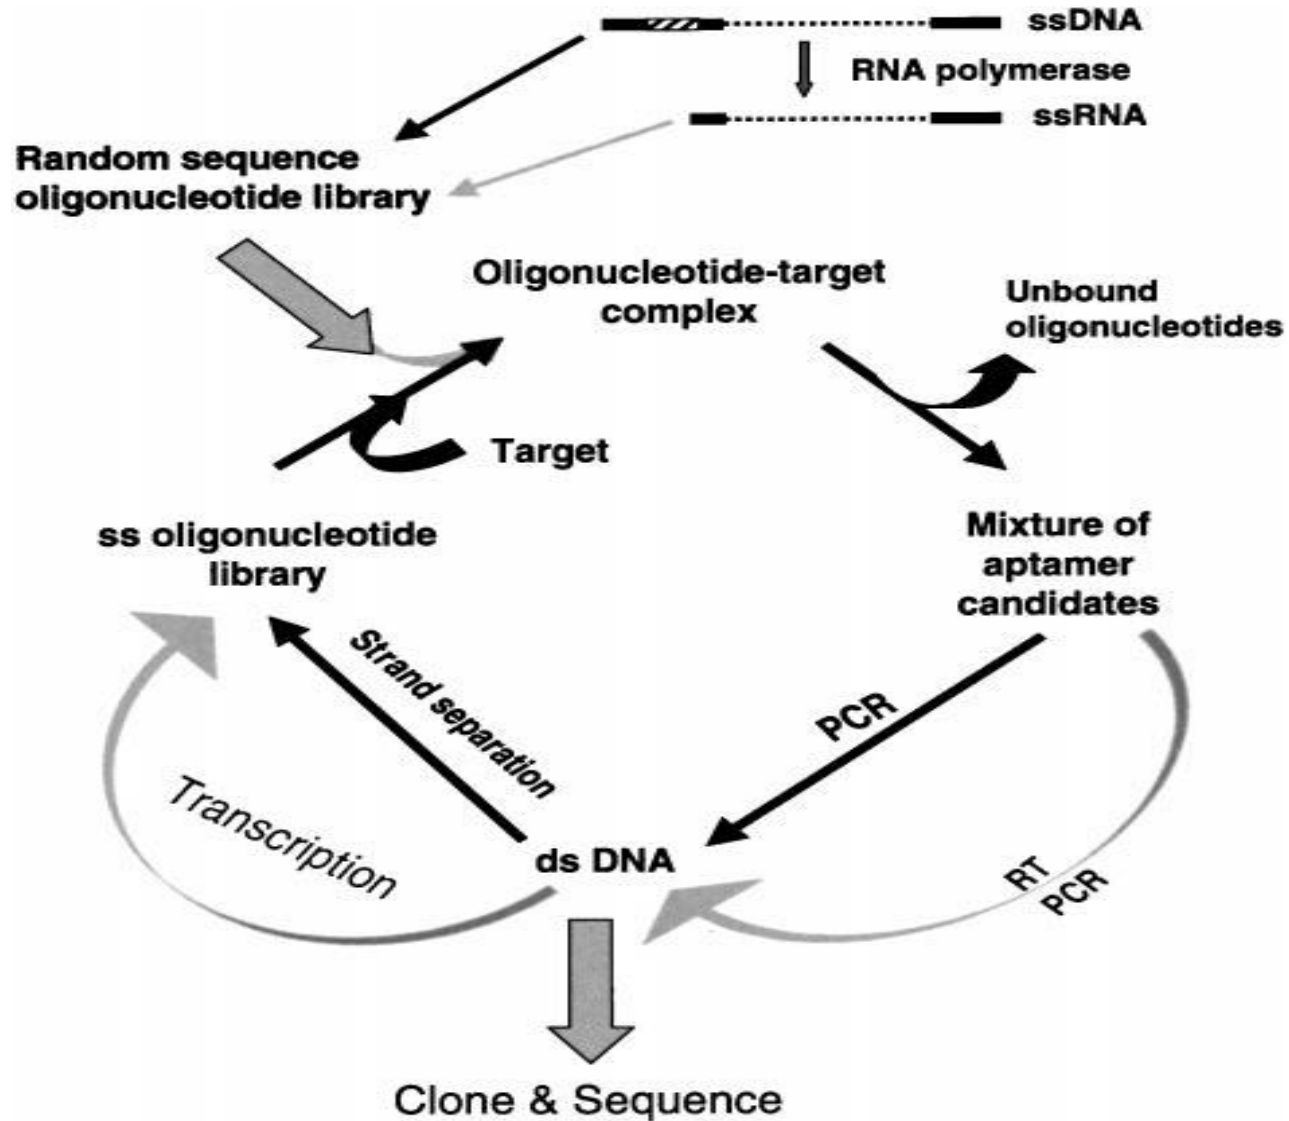 ssDNA
RNA polymerase
ssRNA
Random sequence
oligonucleotide library
Oligonucleotide-target
complex
Unbound
oligonucleotides
Target
ss oligonucleotide
library
Mixture of
aptamer
candidates
Strand separation
PCR
Transcription
ds DNA
RT
PCR
Clone & Sequence